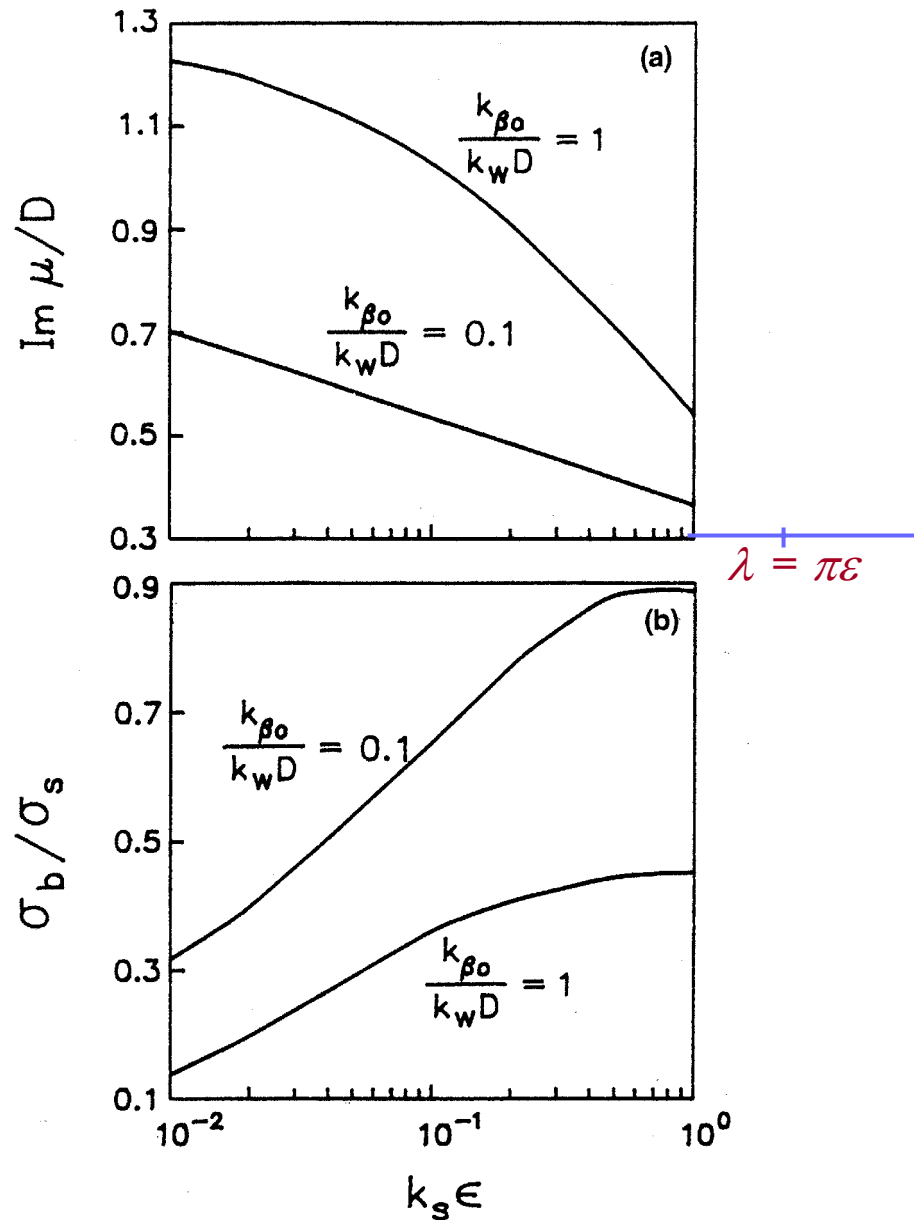 1.3
(a)
k_βo / k_w D = 1
1.1
Im μ/D
0.9
k_βo / k_w D = 0.1
0.7
0.5
0.3
λ = πε
0.9
(b)
k_βo / k_w D = 0.1
0.7
σ_b/σ_s
0.5
0.3
k_βo / k_w D = 1
0.1
10^-2 10^-1 10^0
k_s ϵ